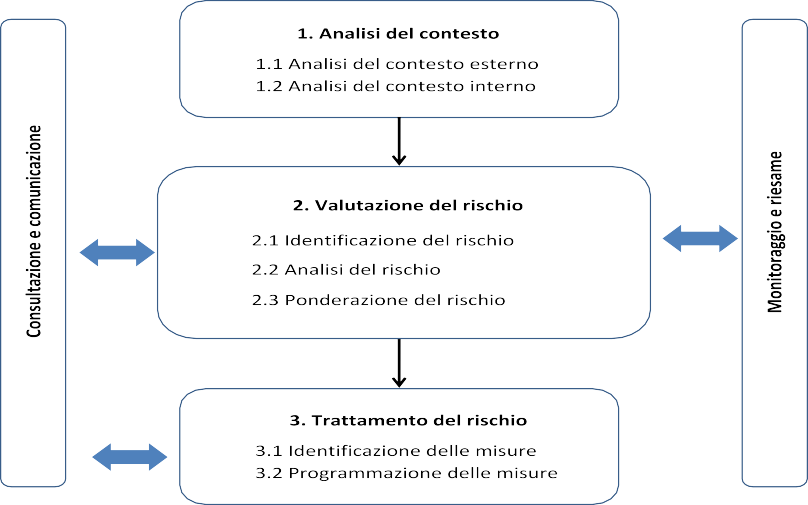 Consultazione e comunicazione
1. Analisi del contesto
1.1 Analisi del contesto esterno
1.2 Analisi del contesto interno
2. Valutazione del rischio
2.1 Identificazione del rischio
2.2 Analisi del rischio
2.3 Ponderazione del rischio
3. Trattamento del rischio
3.1 Identificazione delle misure
3.2 Programmazione delle misure
Monitoraggio e riesame